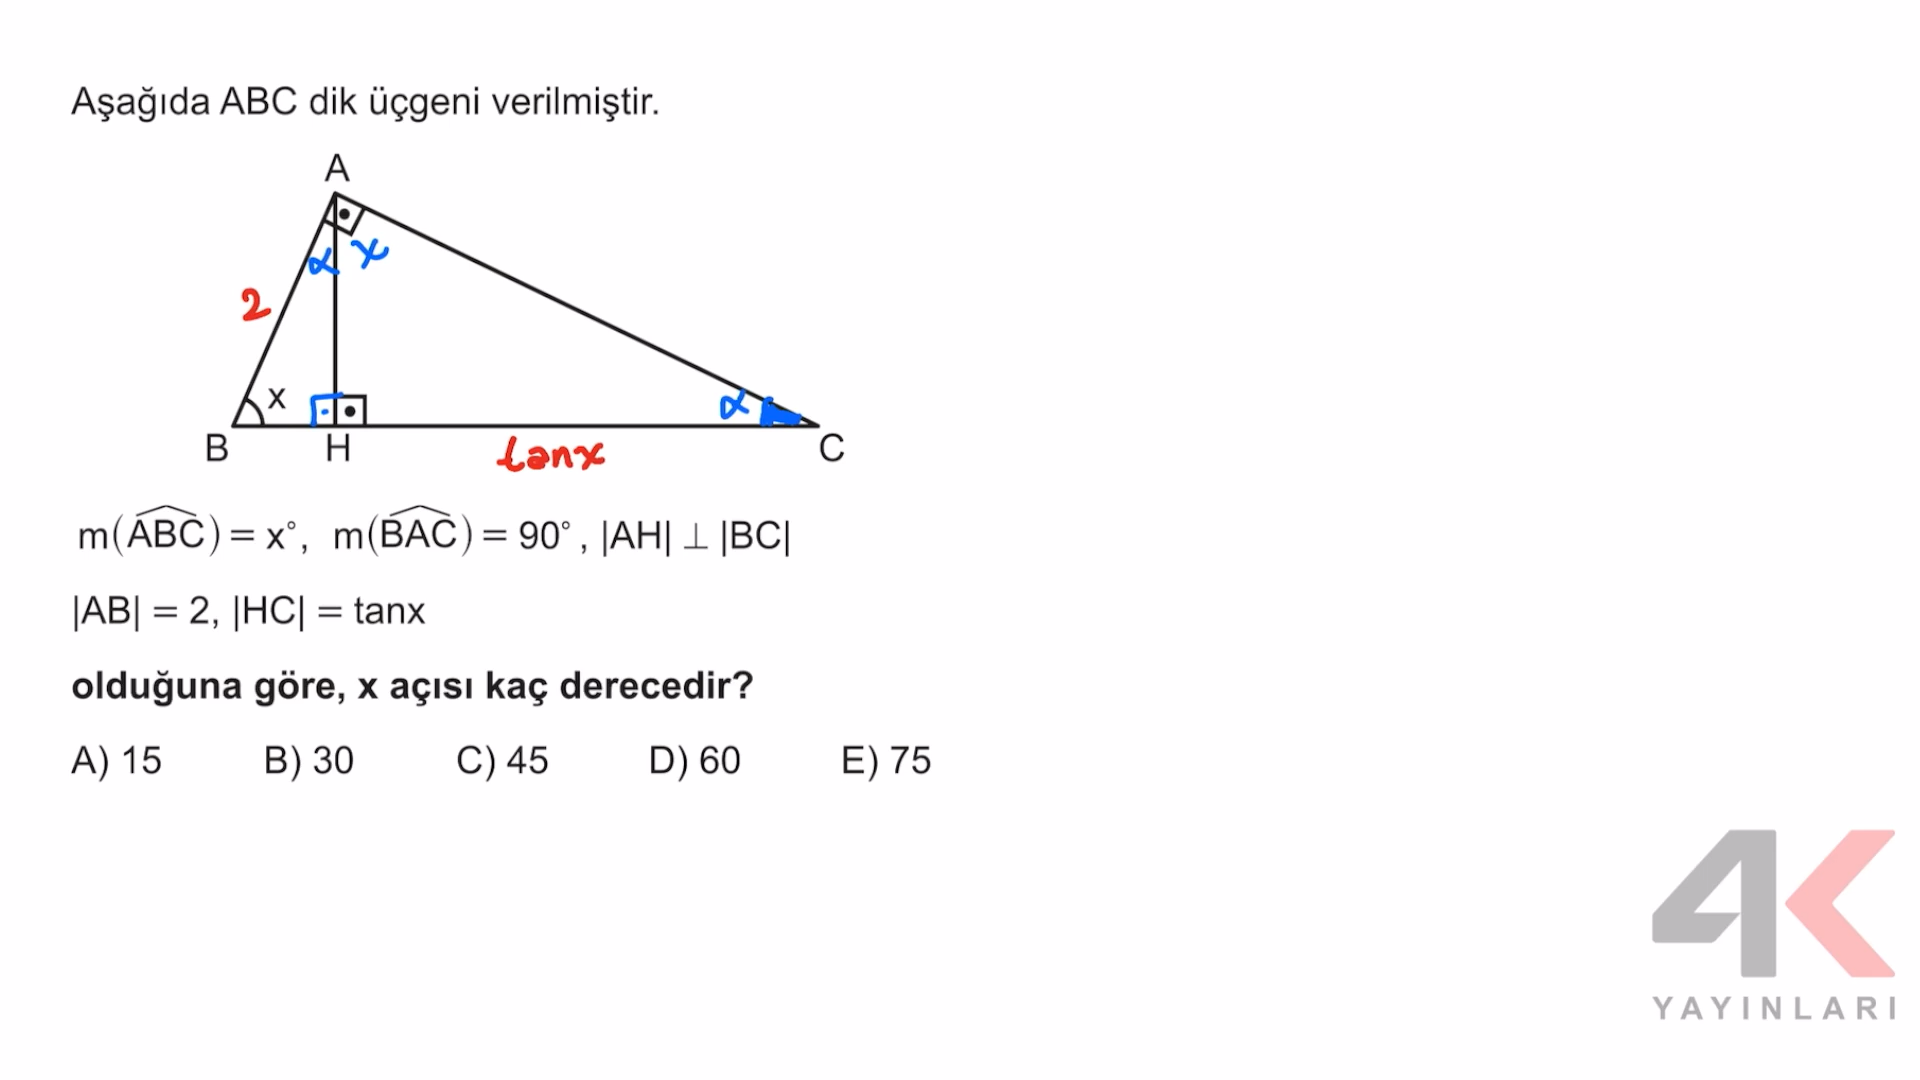 Aşağıda ABC dik üçgeni verilmiştir.
A
α x
2
x
α
B H tanx C
m(ABC) = x°, m(BAC) = 90°, |AH| ⊥ |BC|
|AB| = 2, |HC| = tanx
olduğuna göre, x açısı kaç derecedir?
A) 15 B) 30 C) 45 D) 60 E) 75
4K
YAYINLARI